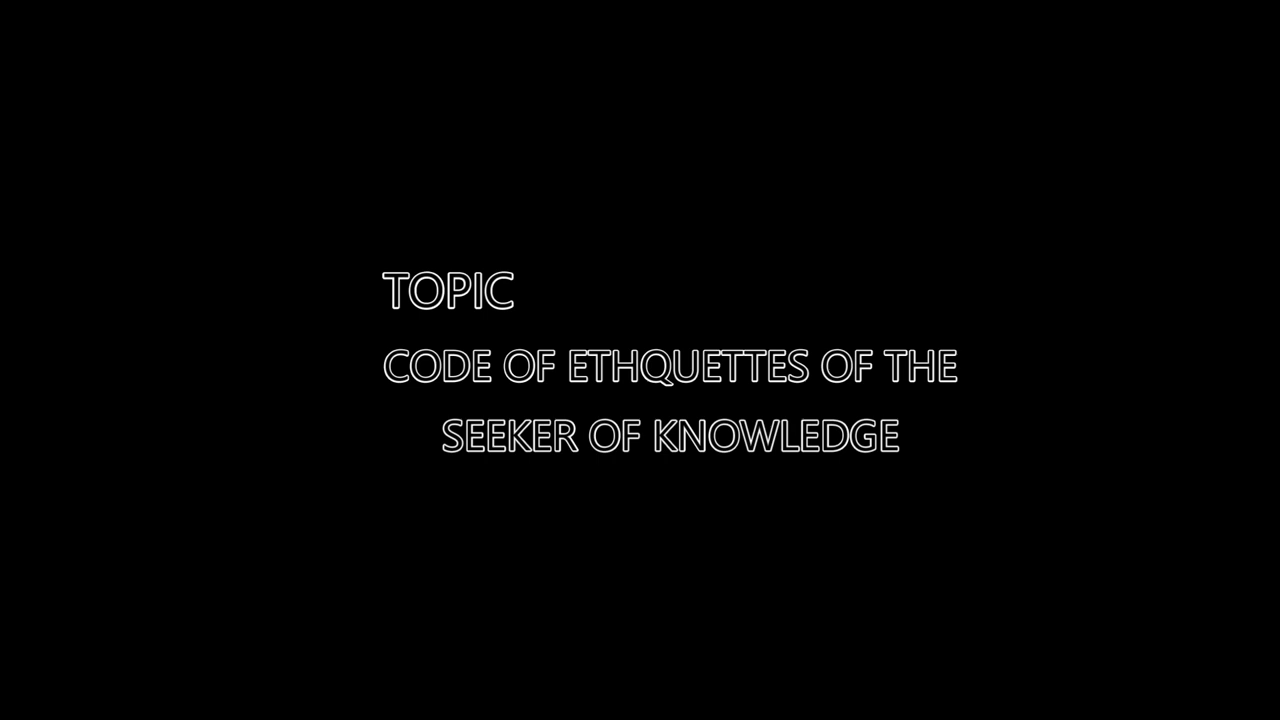 TOPIC
CODE OF ETHQUETTES OF THE
SEEKER OF KNOWLEDGE